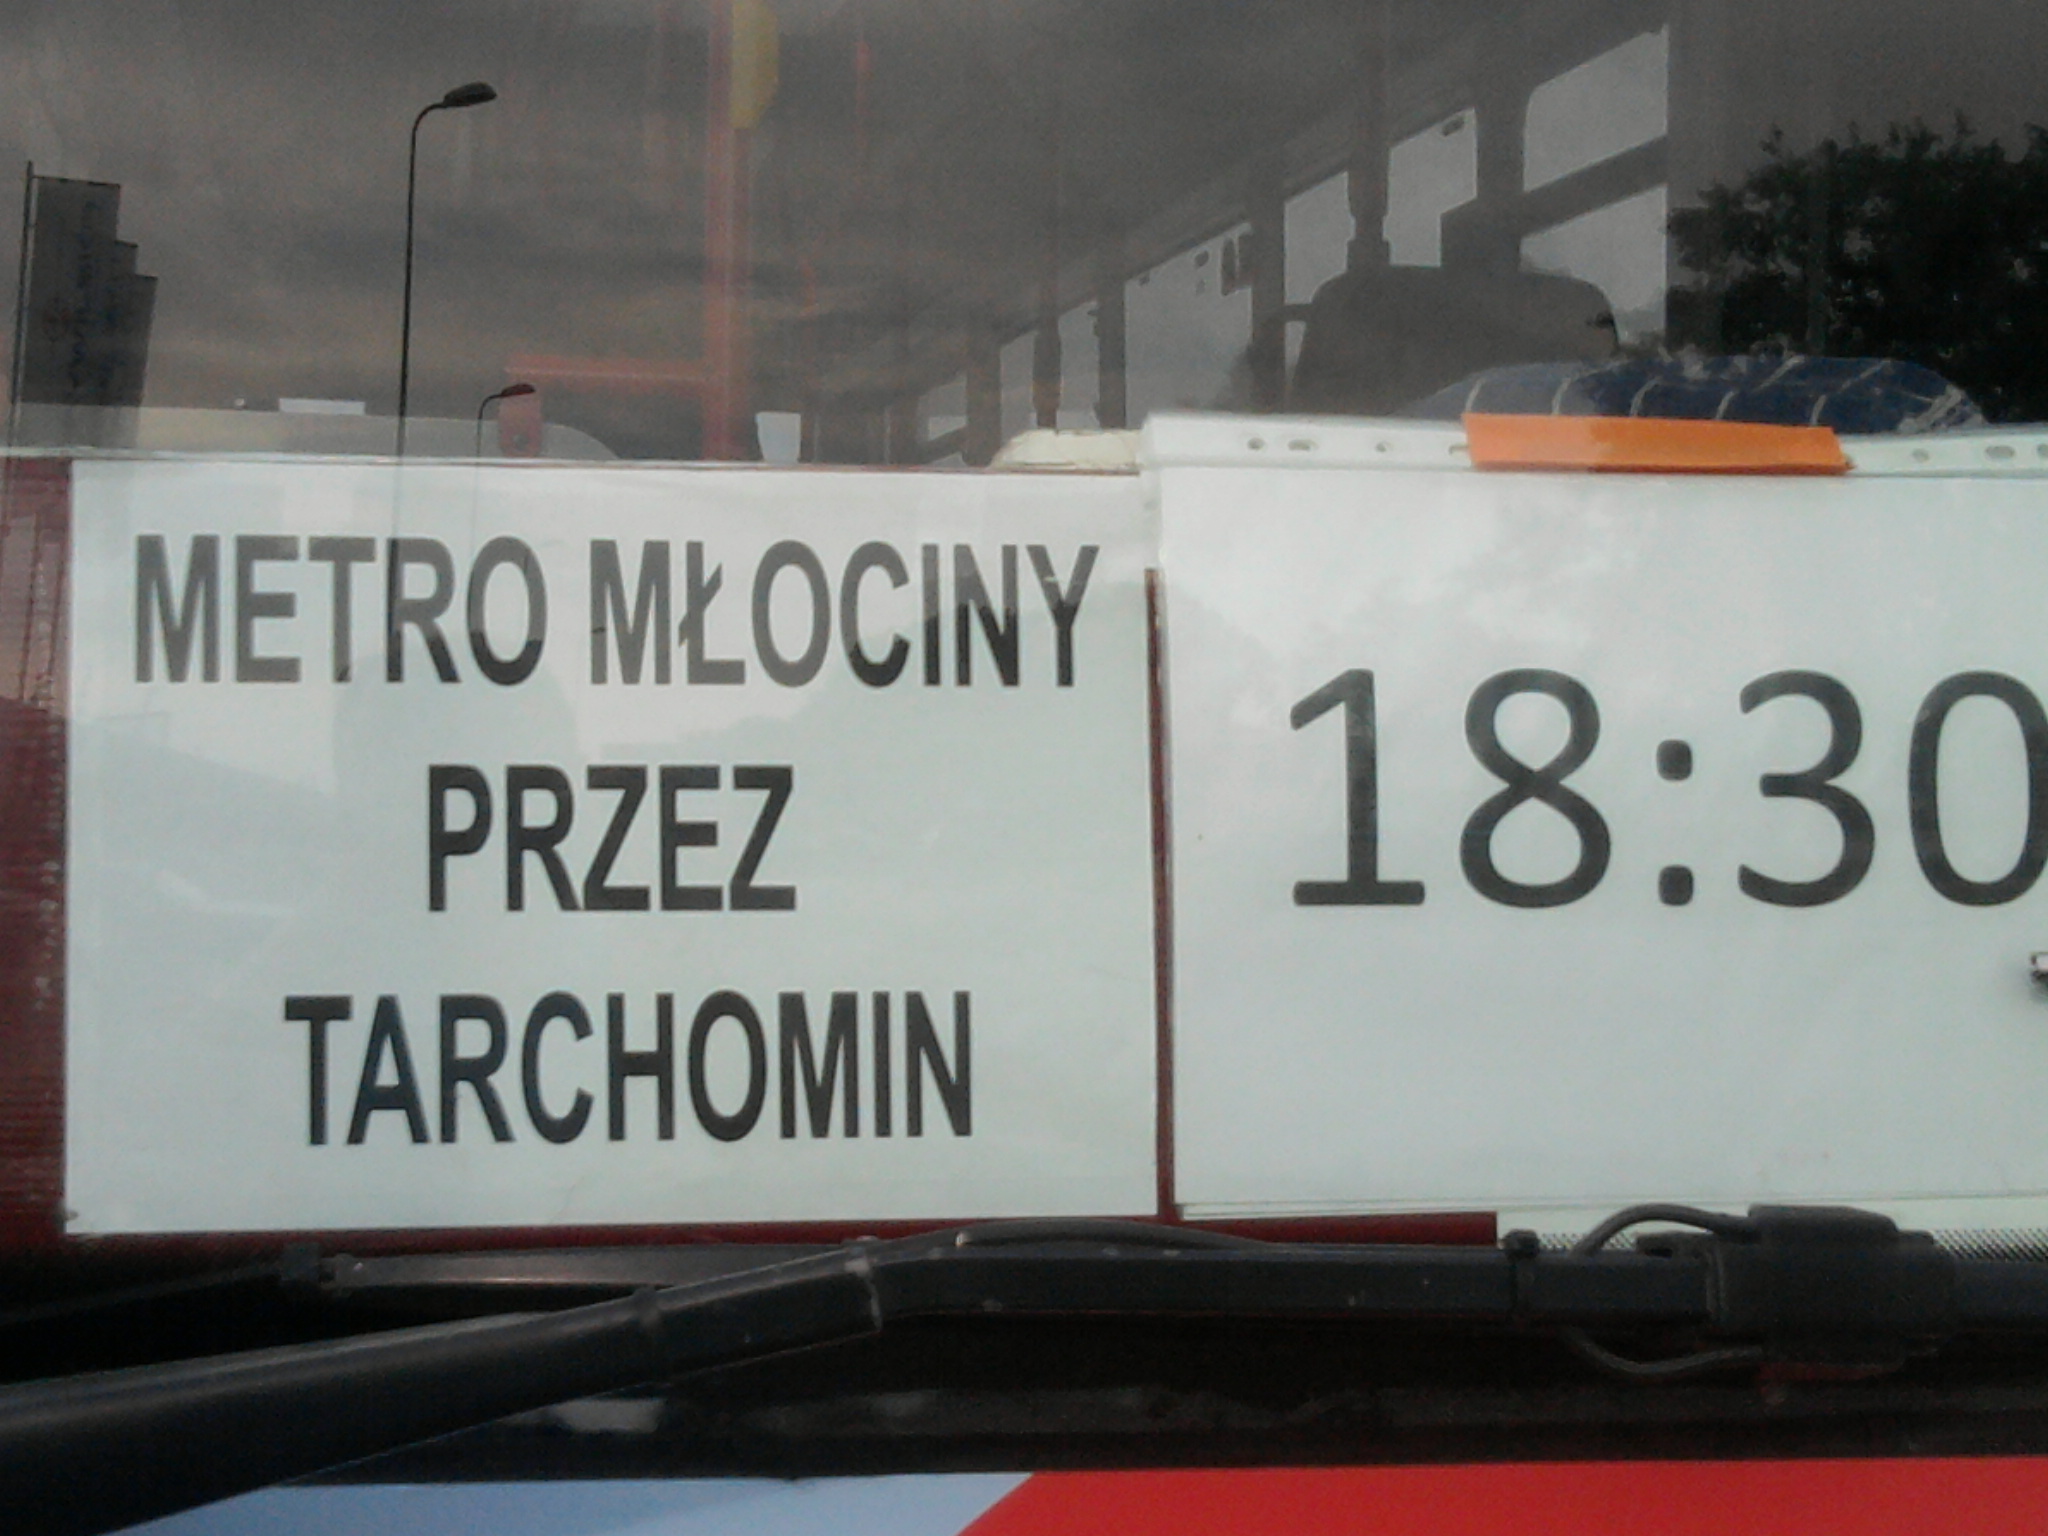 METRO MŁOCINY
PRZEZ
TARCHOMIN
18:30